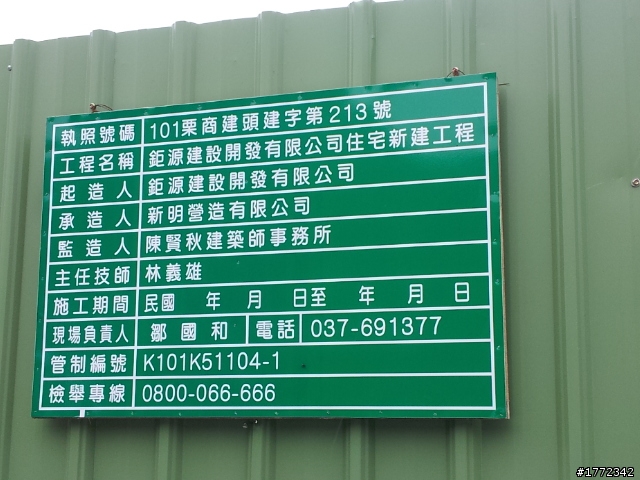 執照號碼 101栗商建頭建字第213號
工程名稱 鉅源建設開發有限公司住宅新建工程
起造人 鉅源建設開發有限公司
承造人 新明營造有限公司
監造人 陳賢秋建築師事務所
主任技師 林義雄
施工期間 民國 年 月 日至 年 月 日
現場負責人 鄒國和 電話 037-691377
管制編號 K101K51104-1
檢舉專線 0800-066-666
#1772342